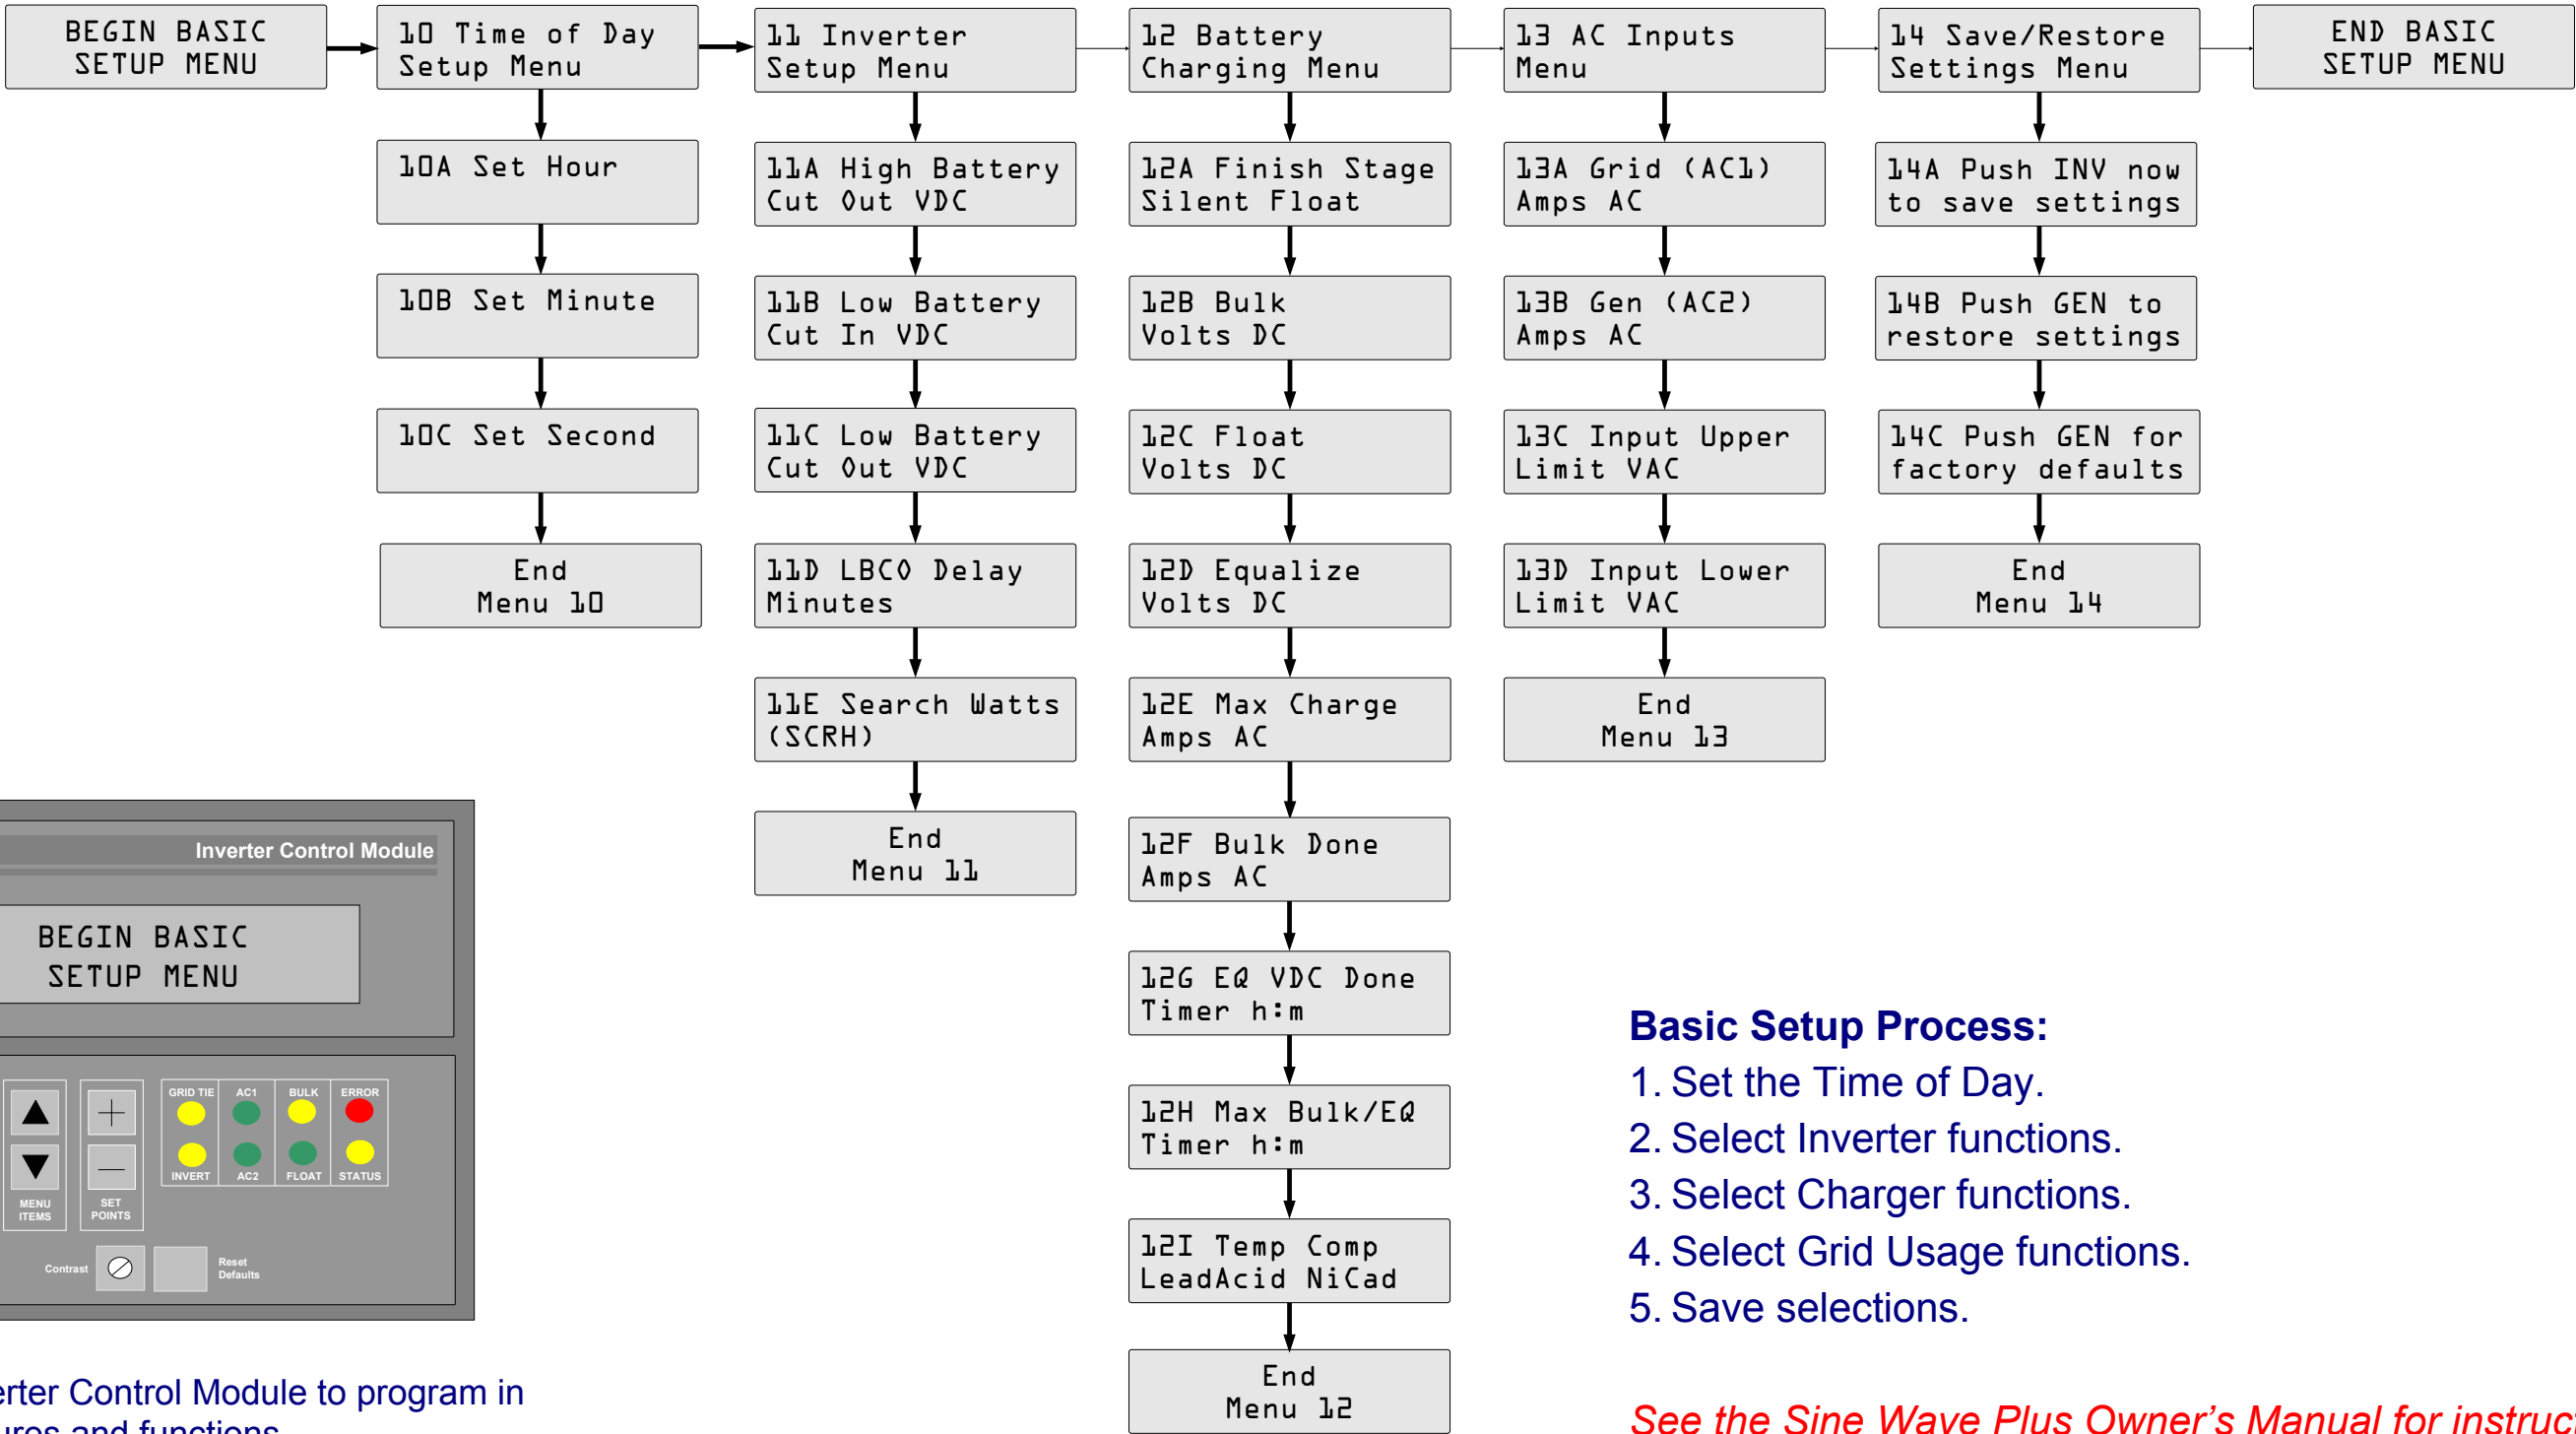 BEGIN BASIC
SETUP MENU
10 Time of Day
Setup Menu
11 Inverter
Setup Menu
12 Battery
Charging Menu
13 AC Inputs
Menu
14 Save/Restore
Settings Menu
END BASIC
SETUP MENU
10A Set Hour
10B Set Minute
10C Set Second
End
Menu 10
11A High Battery
Cut Out VDC
11B Low Battery
Cut In VDC
11C Low Battery
Cut Out VDC
11D LBCO Delay
Minutes
11E Search Watts
(SCRH)
End
Menu 11
12A Finish Stage
Silent Float
12B Bulk
Volts DC
12C Float
Volts DC
12D Equalize
Volts DC
12E Max Charge
Amps AC
12F Bulk Done
Amps AC
12G EQ VDC Done
Timer h:m
12H Max Bulk/EQ
Timer h:m
12I Temp Comp
LeadAcid NiCad
End
Menu 12
13A Grid (AC1)
Amps AC
13B Gen (AC2)
Amps AC
13C Input Upper
Limit VAC
13D Input Lower
Limit VAC
End
Menu 13
14A Push INV now
to save settings
14B Push GEN to
restore settings
14C Push GEN for
factory defaults
End
Menu 14
Inverter Control Module
BEGIN BASIC
SETUP MENU
GRID TIE AC1 BULK ERROR
INVERT AC2 FLOAT STATUS
MENU
ITEMS
SET
POINTS
Contrast
Reset
Defaults
erter Control Module to program in
ures and functions
Basic Setup Process:
1. Set the Time of Day.
2. Select Inverter functions.
3. Select Charger functions.
4. Select Grid Usage functions.
5. Save selections.
See the Sine Wave Plus Owner's Manual for instruc